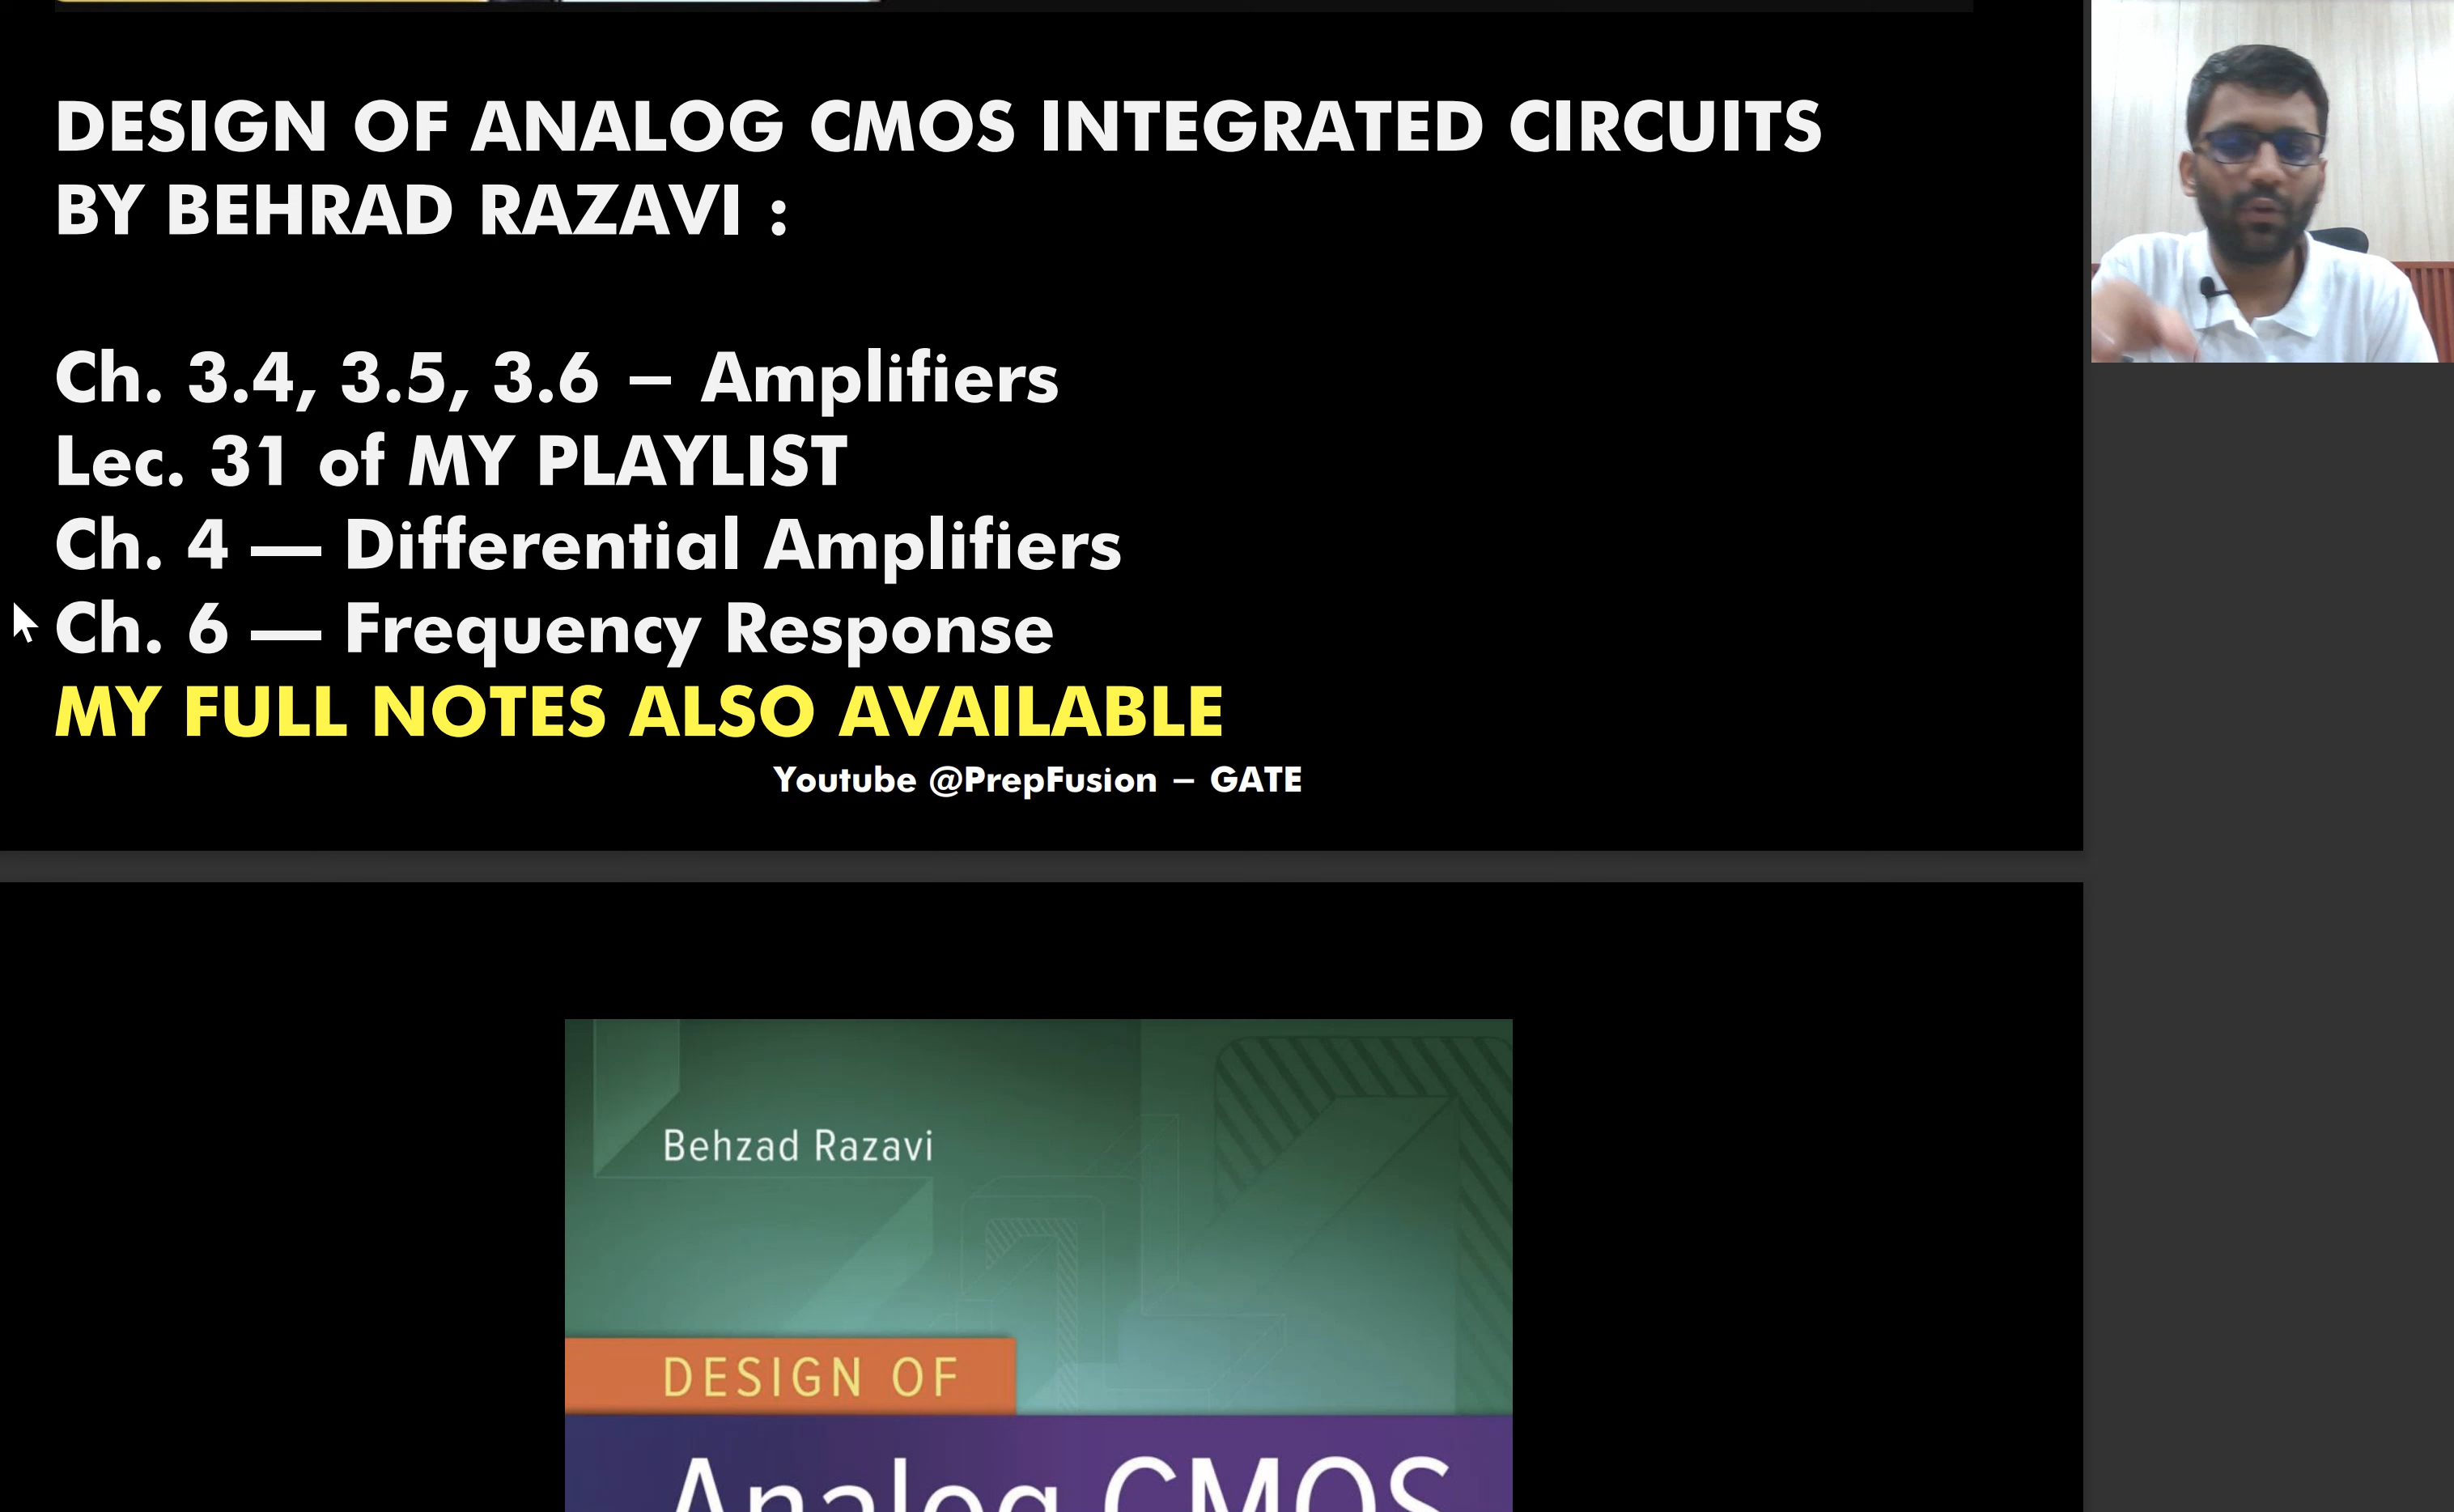 DESIGN OF ANALOG CMOS INTEGRATED CIRCUITS
BY BEHRAD RAZAVI :
Ch. 3.4, 3.5, 3.6 – Amplifiers
Lec. 31 of MY PLAYLIST
Ch. 4 — Differential Amplifiers
Ch. 6 — Frequency Response
MY FULL NOTES ALSO AVAILABLE
Youtube @PrepFusion – GATE
Behzad Razavi
DESIGN OF
Analog CMOS